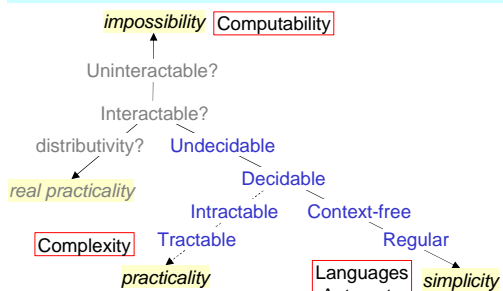 impossibility Computability
Uninteractable?
Interactable?
distributivity? Undecidable
Decidable
real practicality
Intractable Context-free
Complexity Tractable Regular
practicality Languages simplicity